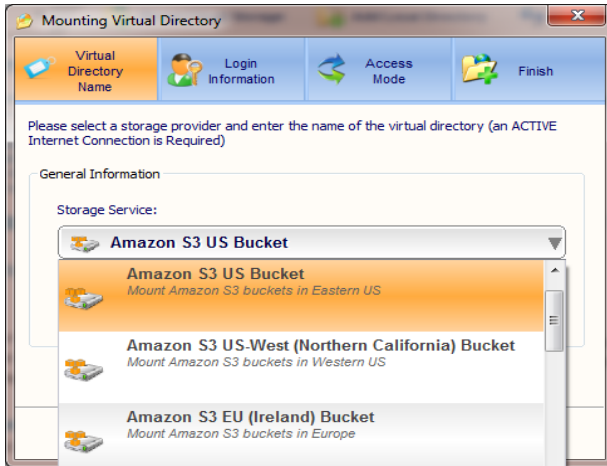 Mounting Virtual Directory
Virtual
Directory
Name
Login
Information
Access
Mode
Finish
Please select a storage provider and enter the name of the virtual directory (an ACTIVE
Internet Connection is Required)
General Information
Storage Service:
Amazon S3 US Bucket
Amazon S3 US Bucket
Mount Amazon S3 buckets in Eastern US
Amazon S3 US-West (Northern California) Bucket
Mount Amazon S3 buckets in Western US
Amazon S3 EU (Ireland) Bucket
Mount Amazon S3 buckets in Europe